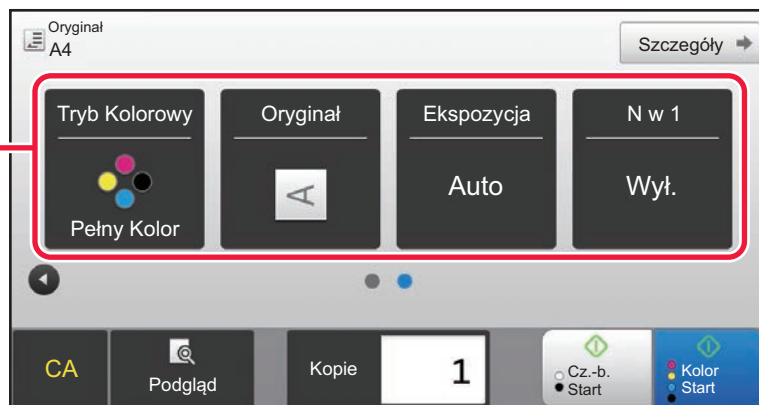 Oryginał
A4
Szczegóły
Tryb Kolorowy
Oryginał
Ekspozycja
N w 1
A
Auto
Wył.
Pełny Kolor
CA
Podgląd
Kopie
1
Cz.-b.
Start
Kolor
Start